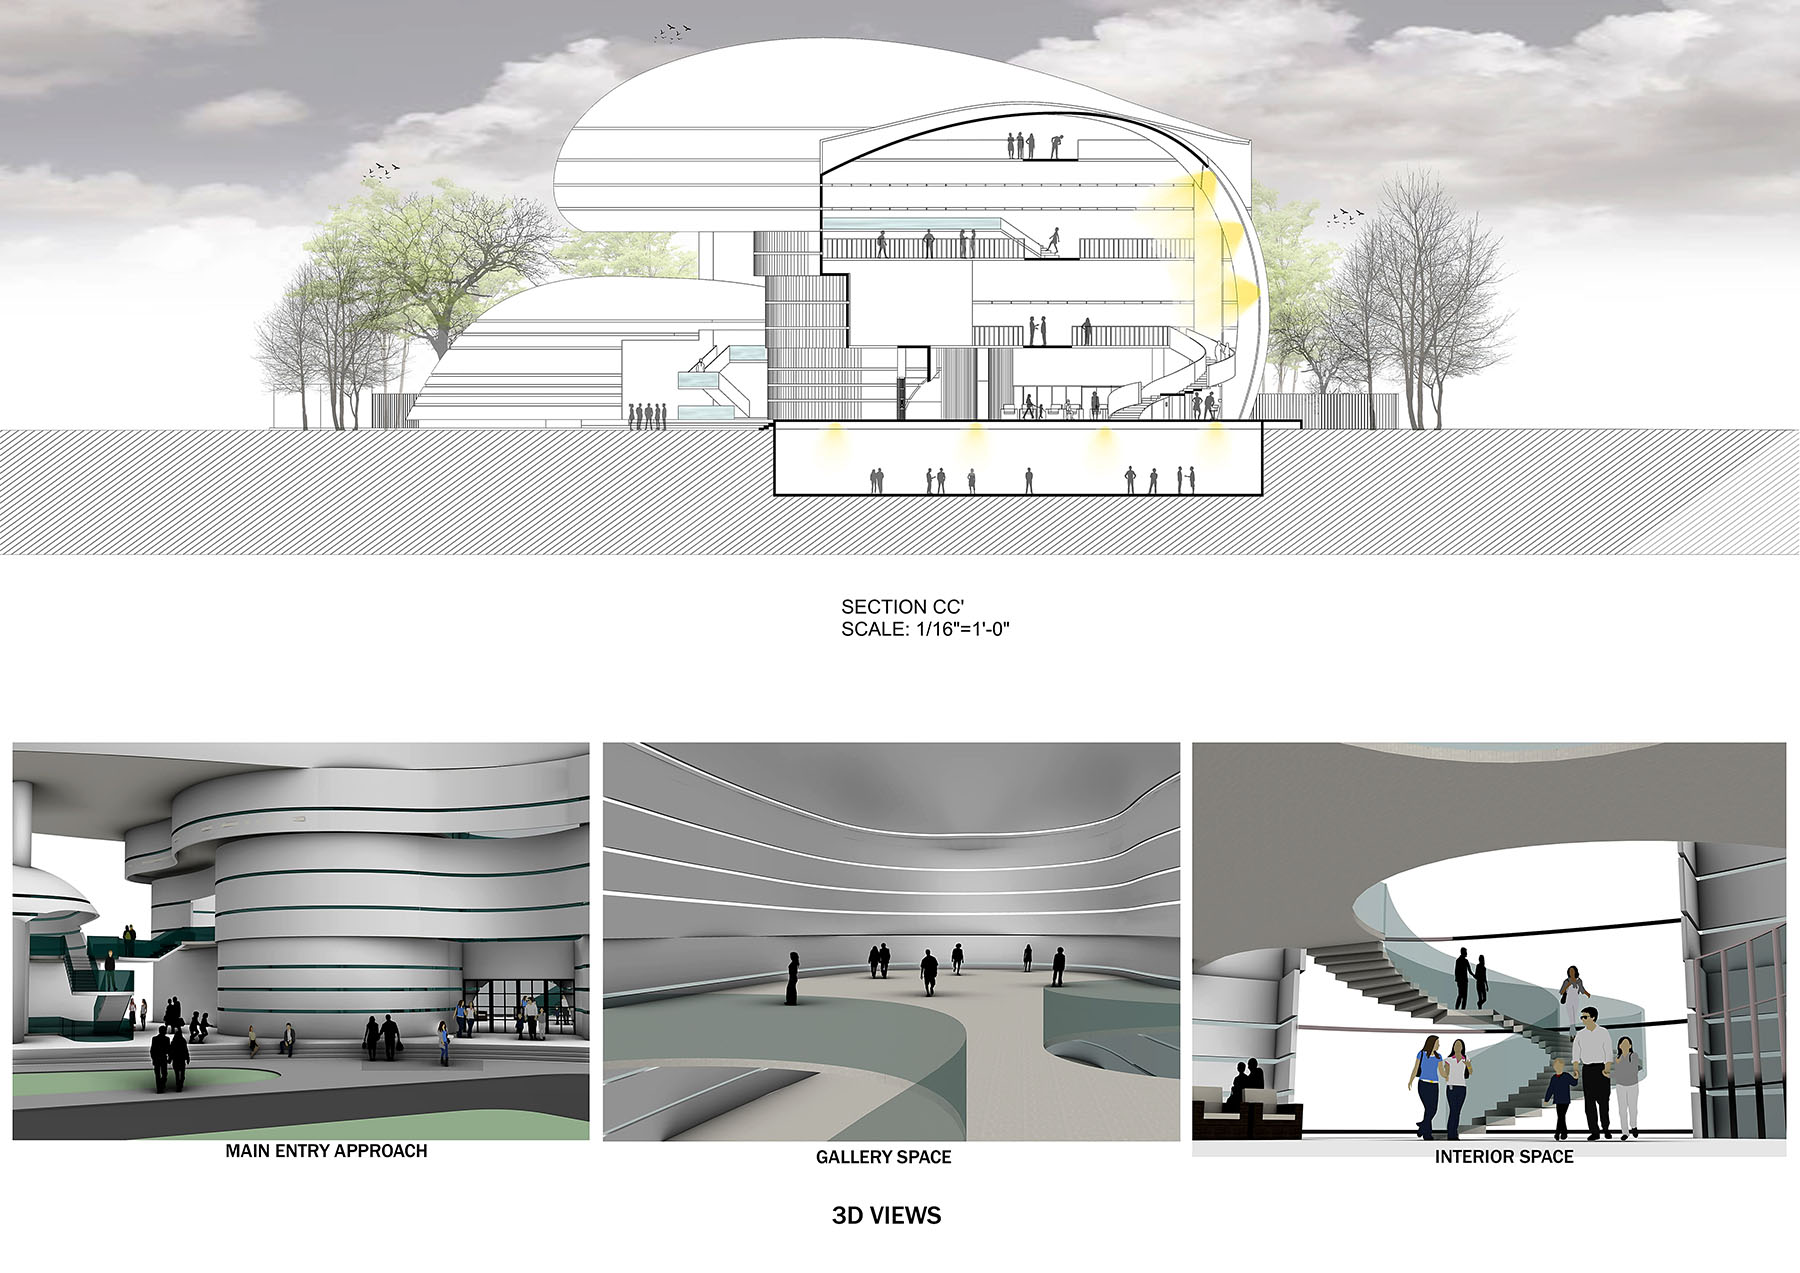 SECTION CC'
SCALE: 1/16"=1'-0"
MAIN ENTRY APPROACH
GALLERY SPACE
INTERIOR SPACE
3D VIEWS